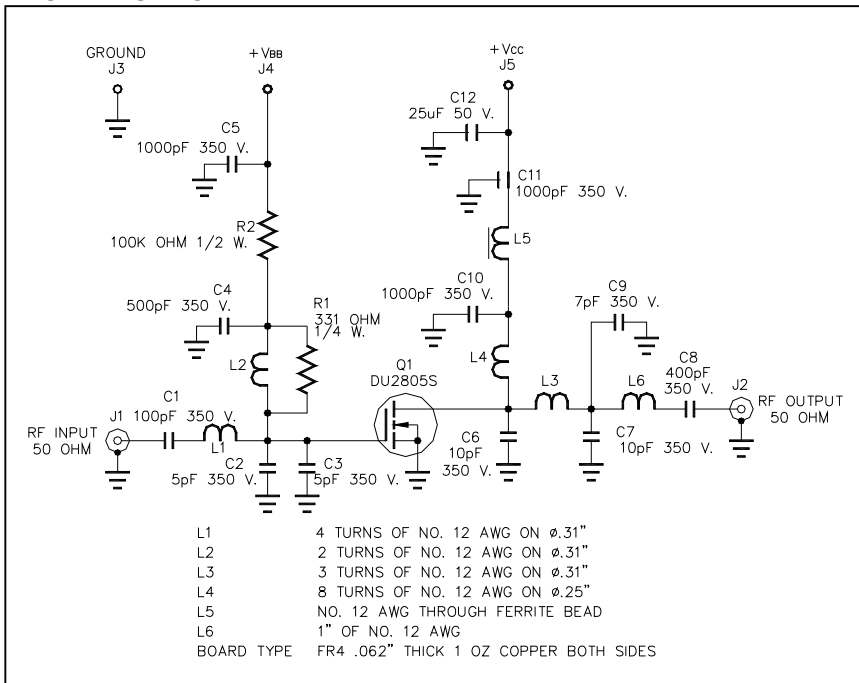 GROUND
J3
+VBB
J4
+Vcc
J5
C12
25uF 50 V.
C5
1000pF 350 V.
C11
1000pF 350 V.
R2
100K OHM 1/2 W.
L5
C10
1000pF 350 V.
C9
7pF 350 V.
C4
500pF 350 V.
R1
331 OHM
1/4 W.
L2
L4
Q1
DU2805S
C8
400pF
350 V.
J2
RF OUTPUT
50 OHM
L3
L6
C1
100pF 350 V.
J1
RF INPUT
50 OHM
L1
C2
5pF 350 V.
C3
5pF 350 V.
C6
10pF
350 V.
C7
10pF 350 V.
L1 4 TURNS OF NO. 12 AWG ON ø.31"
L2 2 TURNS OF NO. 12 AWG ON ø.31"
L3 3 TURNS OF NO. 12 AWG ON ø.31"
L4 8 TURNS OF NO. 12 AWG ON ø.25"
L5 NO. 12 AWG THROUGH FERRITE BEAD
L6 1" OF NO. 12 AWG
BOARD TYPE FR4 .062" THICK 1 OZ COPPER BOTH SIDES